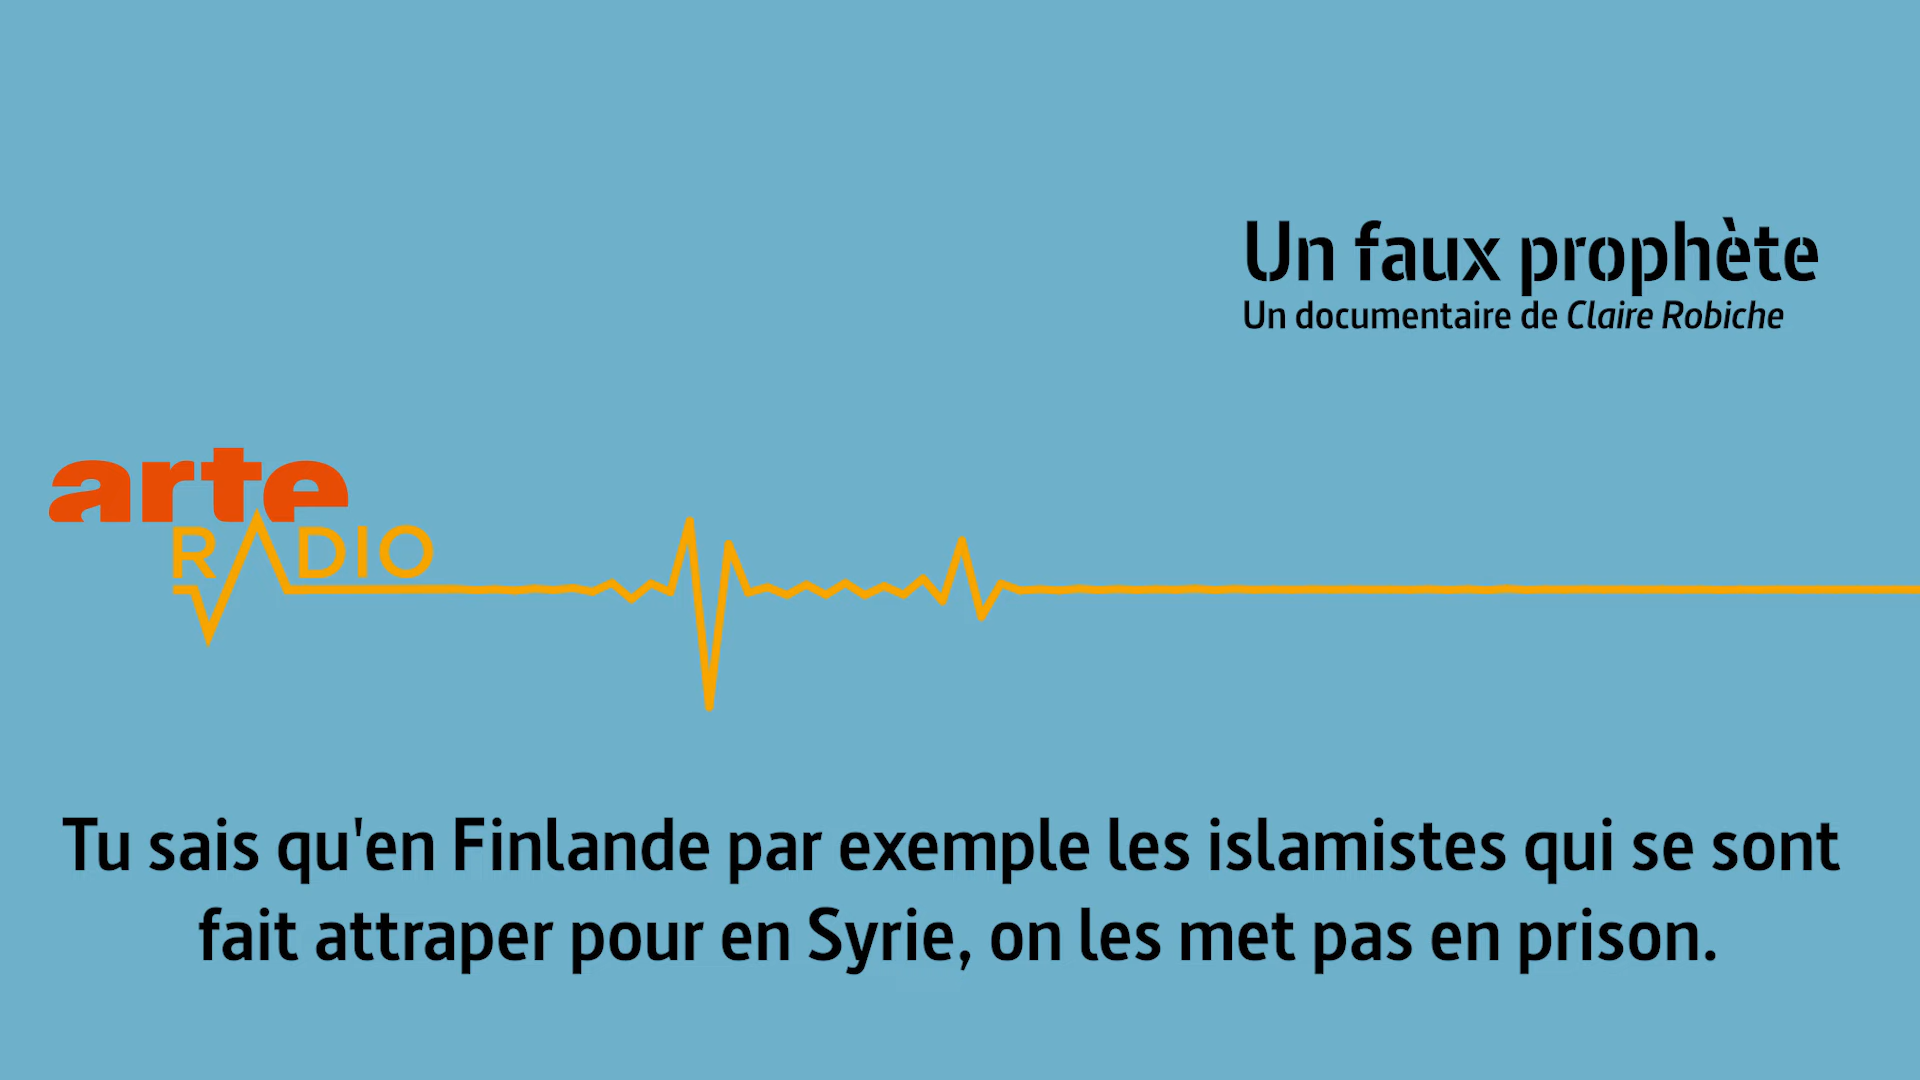 Un faux prophète
Un documentaire de Claire Robiche
arte
RADIO
Tu sais qu'en Finlande par exemple les islamistes qui se sont
fait attraper pour en Syrie, on les met pas en prison.